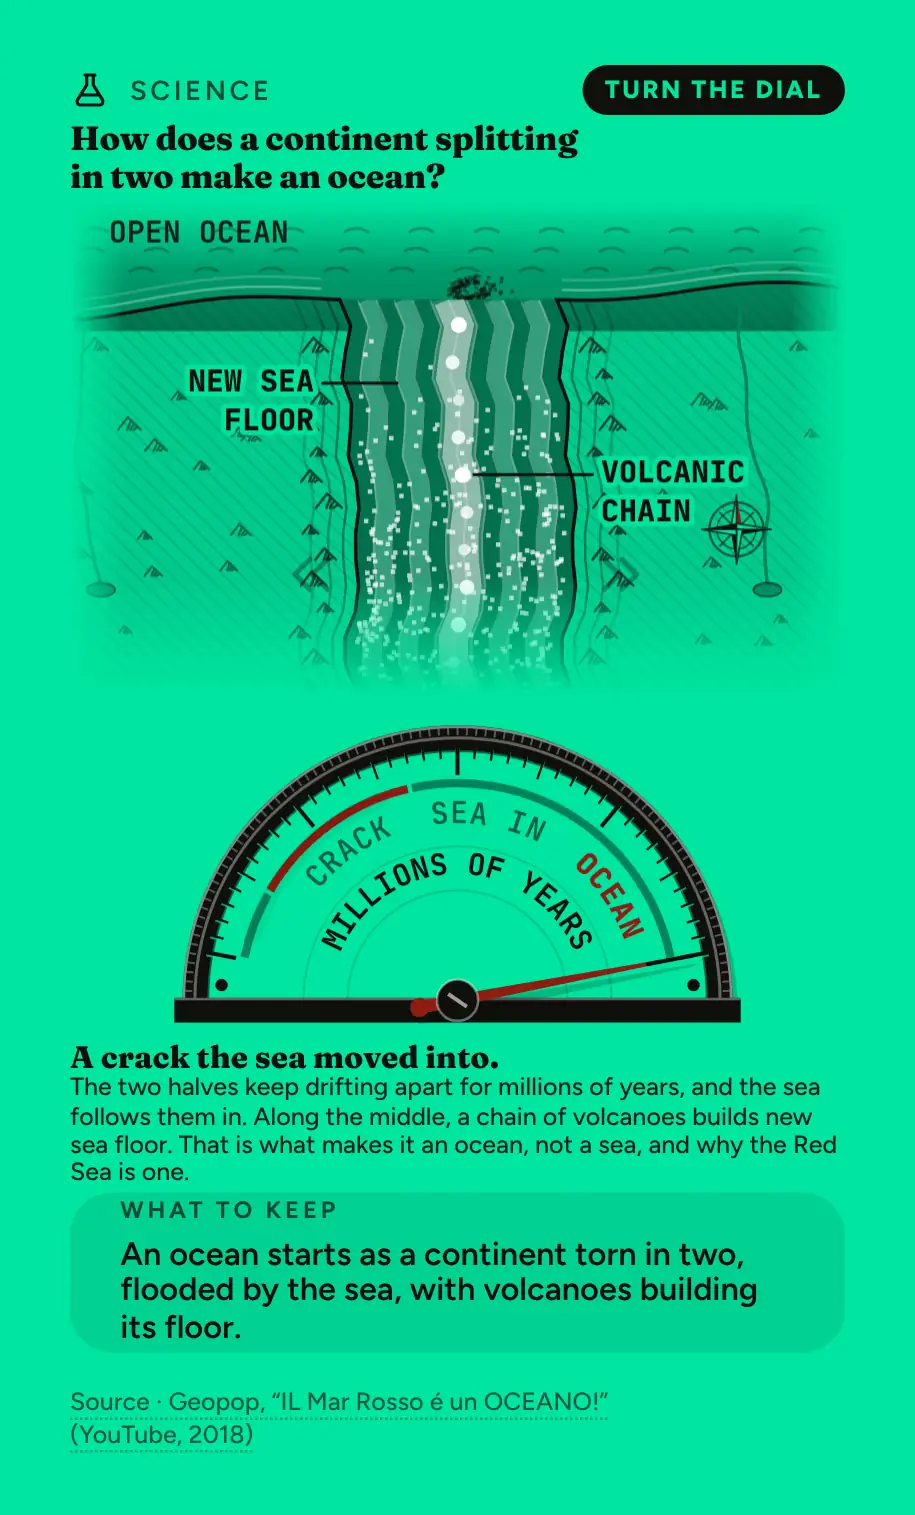 SCIENCE
TURN THE DIAL
How does a continent splitting
in two make an ocean?
OPEN OCEAN
NEW SEA
FLOOR
VOLCANIC
CHAIN
CRACK
SEA IN
OCEAN
MILLIONS OF YEARS
A crack the sea moved into.
The two halves keep drifting apart for millions of years, and the sea
follows them in. Along the middle, a chain of volcanoes builds new
sea floor. That is what makes it an ocean, not a sea, and why the Red
Sea is one.
WHAT TO KEEP
An ocean starts as a continent torn in two,
flooded by the sea, with volcanoes building
its floor.
Source · Geopop, “IL Mar Rosso é un OCEANO!”
(YouTube, 2018)